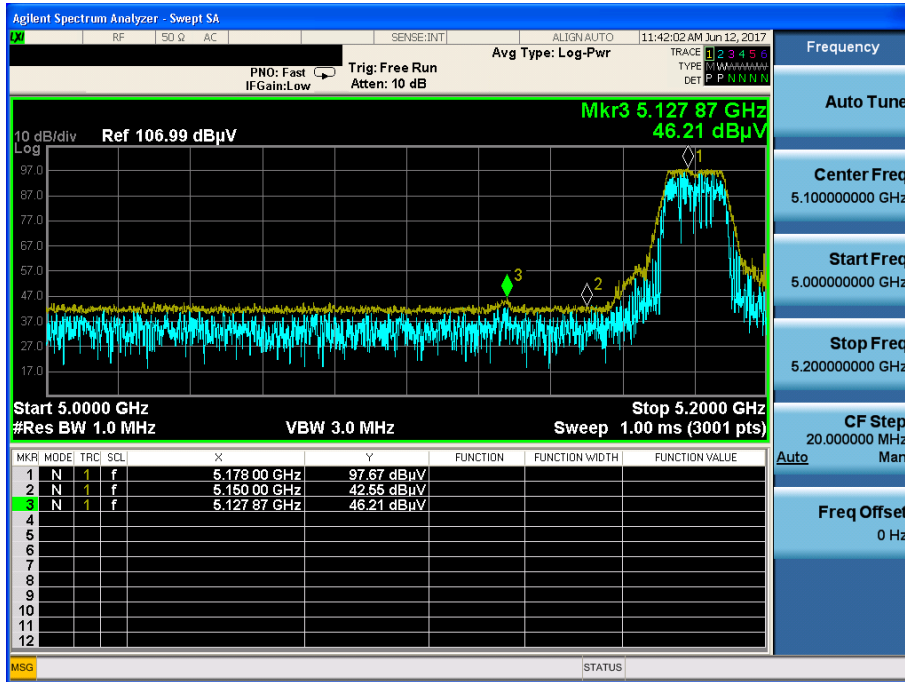 Agilent Spectrum Analyzer - Swept SA
LXI RF 50 Ω AC SENSE:INT ALIGN AUTO 11:42:02 AM Jun 12, 2017
Frequency
PNO: Fast
IFGain:Low
Trig: Free Run
Atten: 10 dB
Avg Type: Log-Pwr
TRACE 1 2 3 4 5 6
TYPE M
DET P P N N N N
Auto Tune
Mkr3 5.127 87 GHz
46.21 dBµV
10 dB/div Ref 106.99 dBµV
Log
97.0
87.0
77.0
67.0
57.0
47.0
37.0
27.0
17.0
1
2
3
Center Freq
5.100000000 GHz
Start Freq
5.000000000 GHz
Stop Freq
5.200000000 GHz
Start 5.0000 GHz Stop 5.2000 GHz
#Res BW 1.0 MHz VBW 3.0 MHz Sweep 1.00 ms (3001 pts)
CF Step
20.000000 MHz
Auto Man
Freq Offset
0 Hz
MKR MODE TRC SCL X Y FUNCTION FUNCTION WIDTH FUNCTION VALUE
1 N 1 f 5.178 00 GHz 97.67 dBµV
2 N 1 f 5.150 00 GHz 42.55 dBµV
3 N 1 f 5.127 87 GHz 46.21 dBµV
4
5
6
7
8
9
10
11
12
MSG STATUS